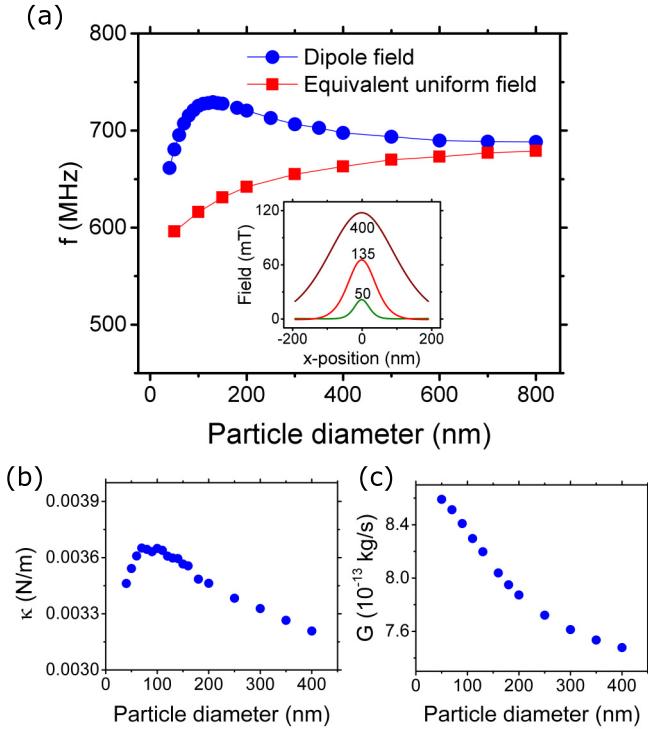 (a)
800
700
600
500
f (MHz)
Dipole field
Equivalent uniform field
120
60
0
Field (mT)
400
135
50
-200 0 200
x-position (nm)
0 200 400 600 800
Particle diameter (nm)
(b)
0.0039
0.0036
0.0033
0.0030
κ (N/m)
0 100 200 300 400
Particle diameter (nm)
(c)
8.4
8.0
7.6
G (10⁻¹³ kg/s)
0 100 200 300 400
Particle diameter (nm)